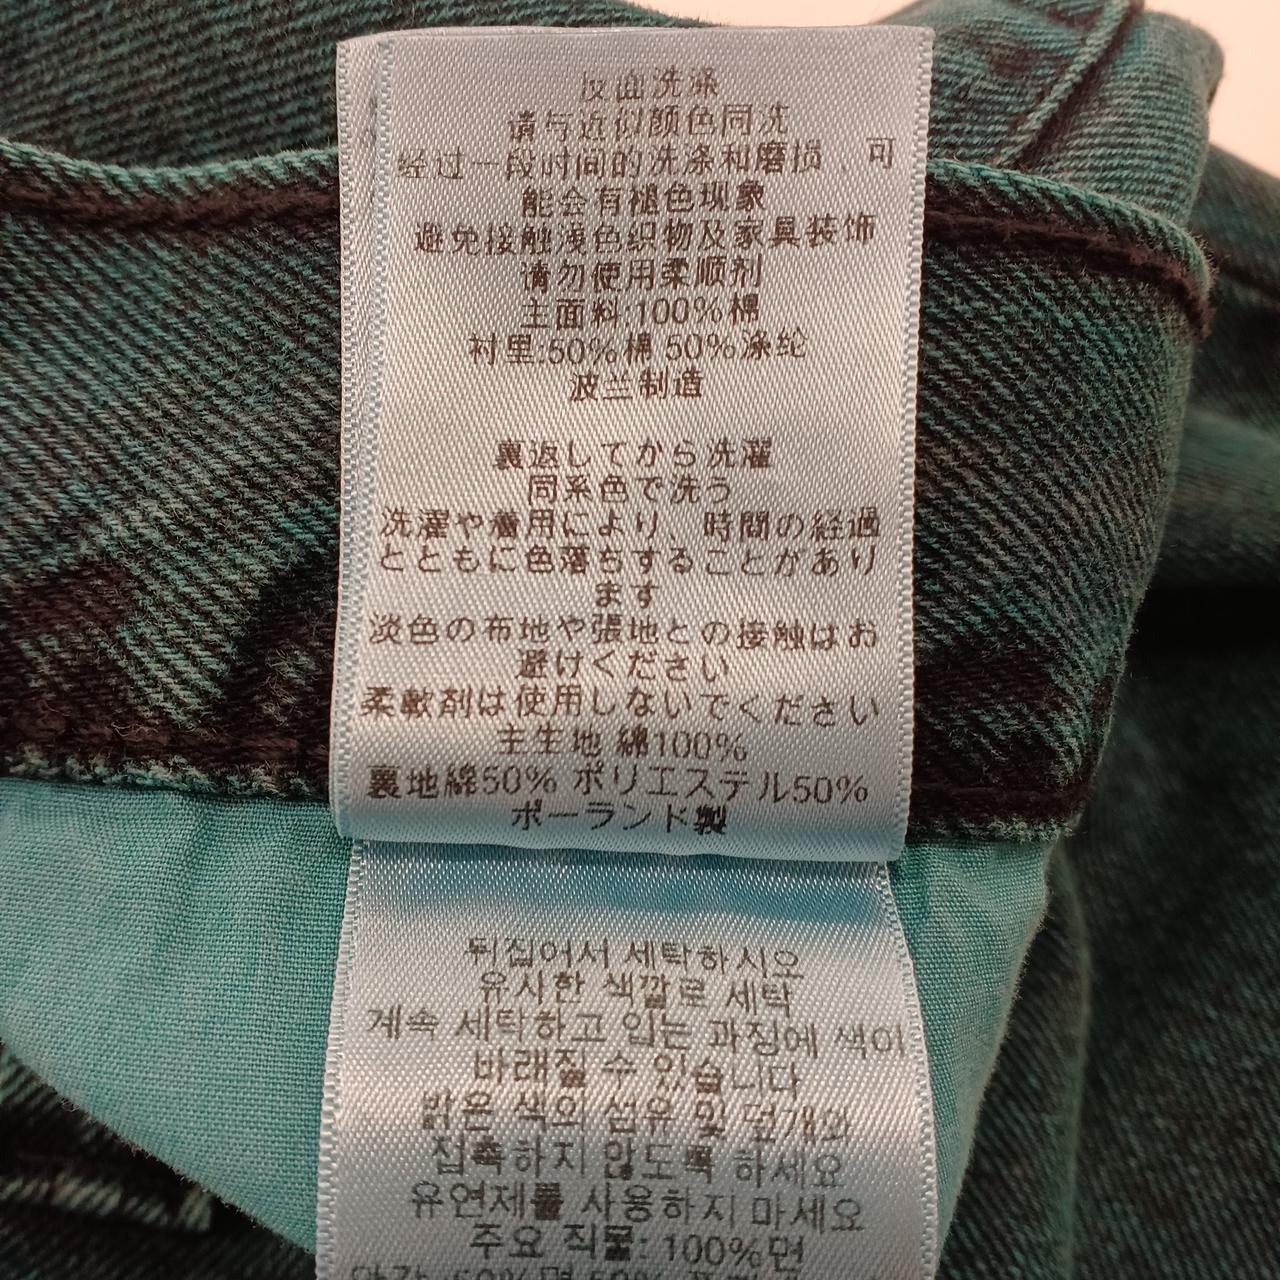 反面洗涤
请与近似颜色同洗
经过一段时间的洗涤和磨损，可
能会有褪色现象
避免接触浅色织物及家具装饰
请勿使用柔顺剂
主面料:100%棉
衬里:50%棉 50%涤纶
波兰制造
裏返してから洗濯
同系色で洗う
洗濯や着用により、時間の経過
とともに色落ちすることがあり
ます
淡色の布地や張地との接触はお
避けください
柔軟剤は使用しないでください
主生地 綿100%
裏地綿50% ポリエステル50%
ポーランド製
뒤집어서 세탁하시오
유사한 색깔로 세탁
계속 세탁하고 입는 과정에 색이
바래질 수 있습니다
밝은 색의 섬유 및 덮개와
접촉하지 않도록 하세요
유연제를 사용하지 마세요
주요 직물: 100%면
안감: 50%면 50%